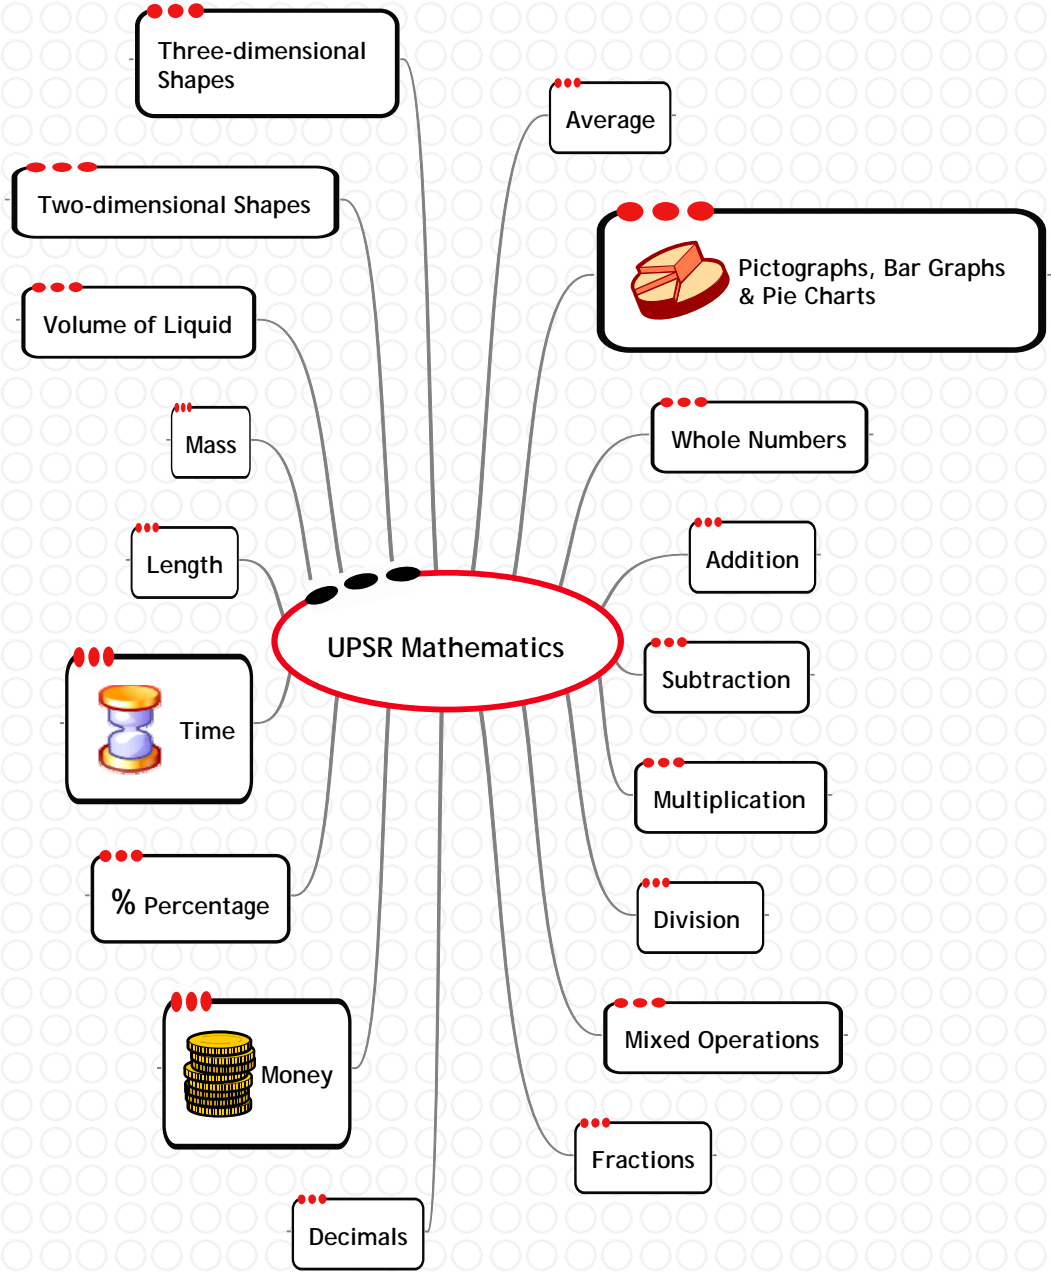 Three-dimensional
Shapes
Average
Two-dimensional Shapes
Pictographs, Bar Graphs
& Pie Charts
Volume of Liquid
Whole Numbers
Mass
Length
Addition
UPSR Mathematics
Subtraction
Time
Multiplication
% Percentage
Division
Mixed Operations
Money
Fractions
Decimals